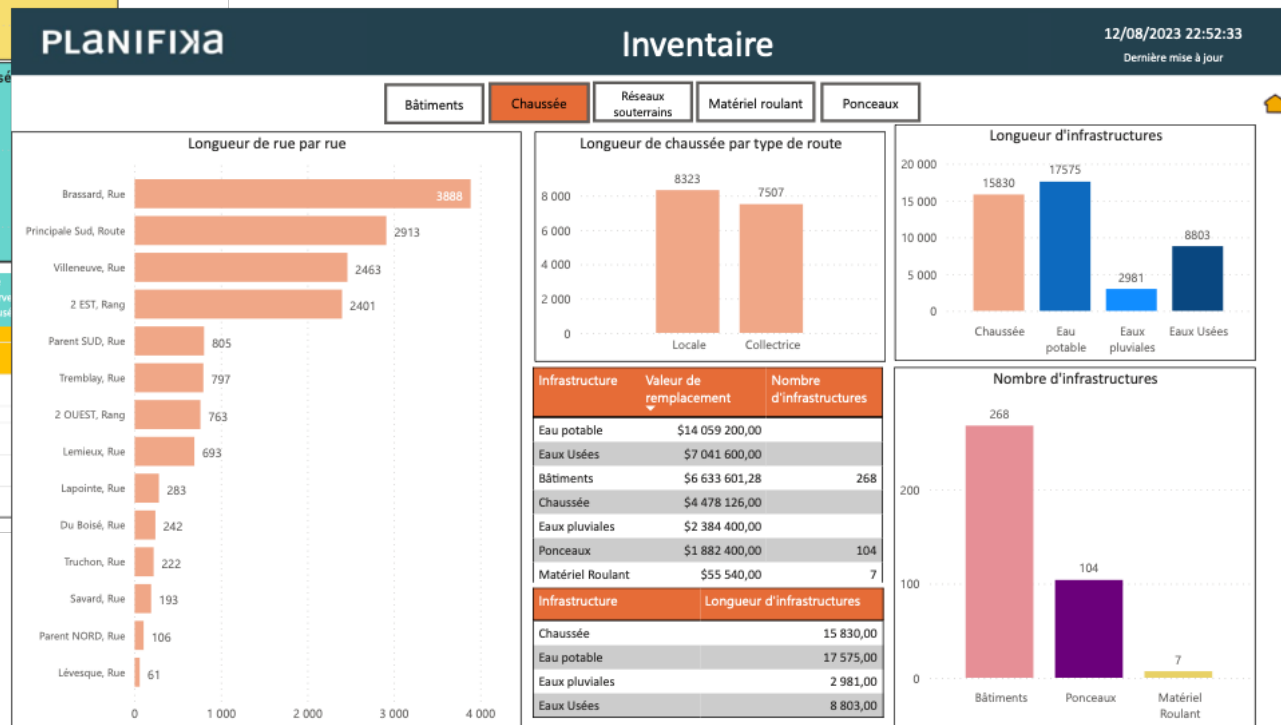 PLANIFIKA
Inventaire
12/08/2023 22:52:33
Dernière mise à jour
Bâtiments
Chaussée
Réseaux
souterrains
Matériel roulant
Ponceaux
Longueur de rue par rue
Brassard, Rue 3888
Principale Sud, Route 2913
Villeneuve, Rue 2463
2 EST, Rang 2401
Parent SUD, Rue 805
Tremblay, Rue 797
2 OUEST, Rang 763
Lemieux, Rue 693
Lapointe, Rue 283
Du Boisé, Rue 242
Truchon, Rue 222
Savard, Rue 193
Parent NORD, Rue 106
Lévesque, Rue 61
0 1 000 2 000 3 000 4 000
Longueur de chaussée par type de route
8 000
6 000
4 000
2 000
0
8323 7507
Locale Collectrice
Longueur d'infrastructures
20 000
15 000
10 000
5 000
0
15830 17575 2981 8803
Chaussée
Eau
potable
Eaux
pluviales
Eaux Usées
Infrastructure
Valeur de
remplacement
Nombre
d'infrastructures
Eau potable $14 059 200,00
Eaux Usées $7 041 600,00
Bâtiments $6 633 601,28 268
Chaussée $4 478 126,00
Eaux pluviales $2 384 400,00
Ponceaux $1 882 400,00 104
Matériel Roulant $55 540,00 7
Infrastructure Longueur d'infrastructures
Chaussée 15 830,00
Eau potable 17 575,00
Eaux pluviales 2 981,00
Eaux Usées 8 803,00
Nombre d'infrastructures
200
100
0
268 104 7
Bâtiments
Ponceaux
Matériel
Roulant